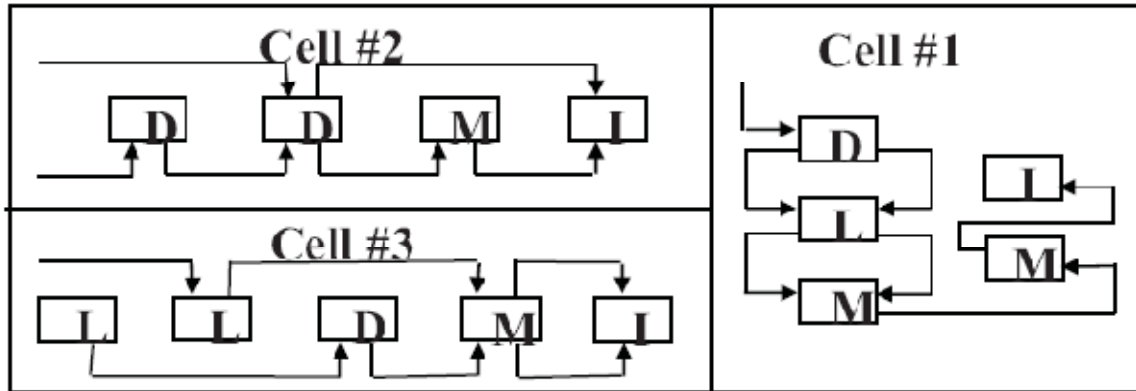 Cell #2
D D M I
Cell #3
L L D M I
Cell #1
D
I
L
M
M